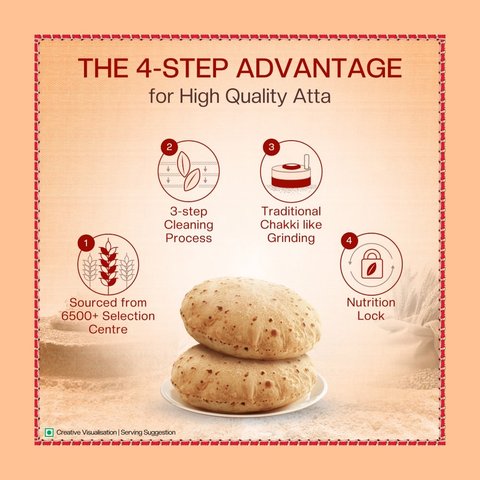 THE 4-STEP ADVANTAGE
for High Quality Atta
1
Sourced from
6500+ Selection
Centre
2
3-step
Cleaning
Process
3
Traditional
Chakki like
Grinding
4
Nutrition
Lock
Creative Visualisation | Serving Suggestion